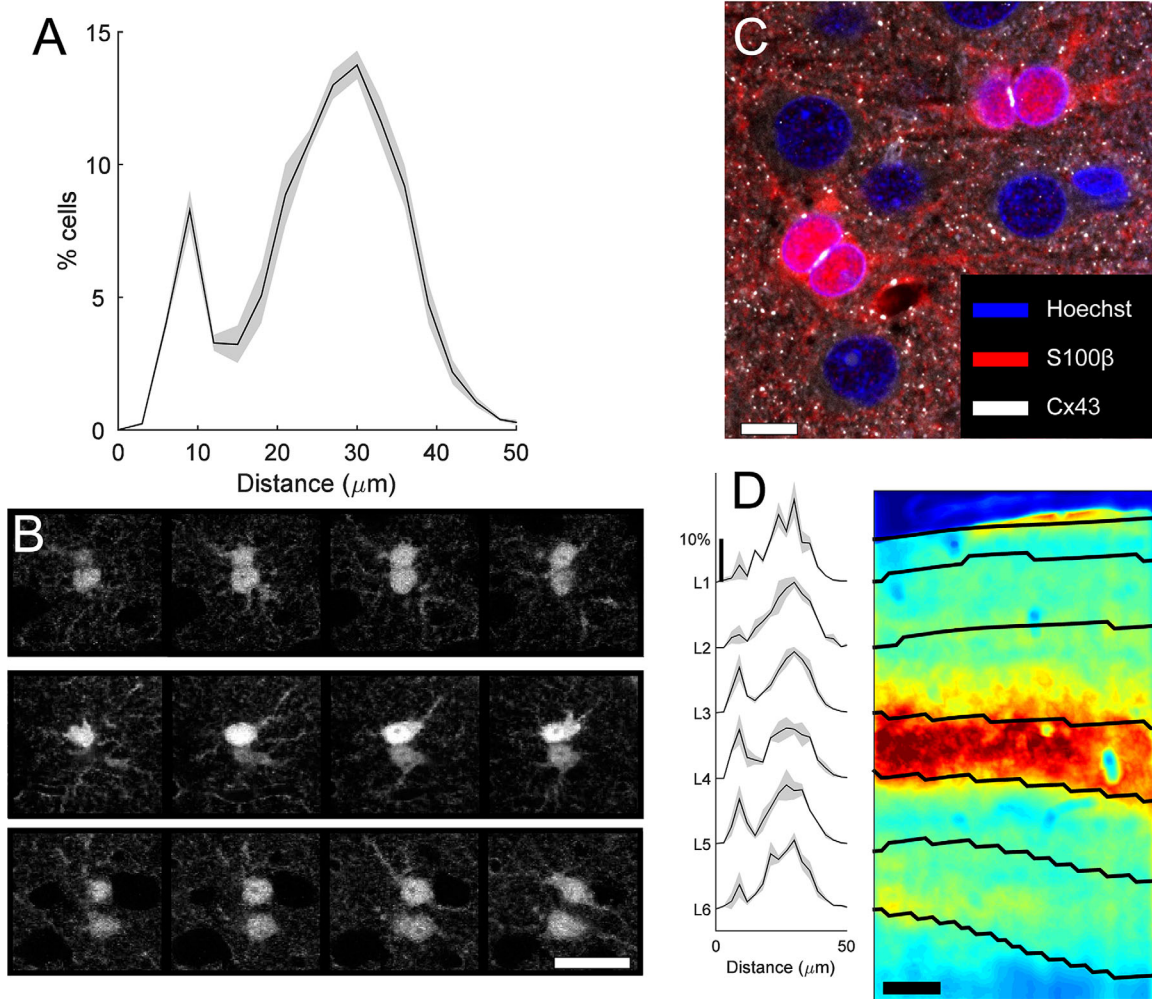 A
15
10
5
0
% cells
0 10 20 30 40 50
Distance (μm)
B
C
Hoechst
S100β
Cx43
D
10%
L1
L2
L3
L4
L5
L6
0 50
Distance (μm)